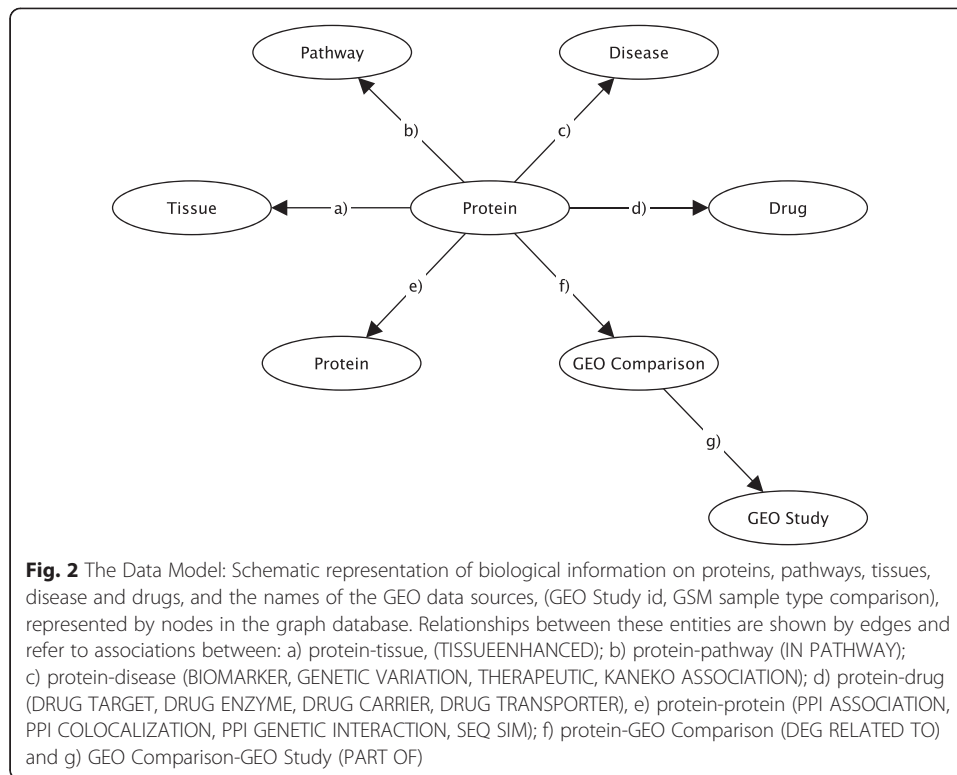 Pathway
Disease
b)
c)
Tissue
a)
Protein
d)
Drug
e)
f)
Protein
GEO Comparison
g)
GEO Study
Fig. 2 The Data Model: Schematic representation of biological information on proteins, pathways, tissues,
disease and drugs, and the names of the GEO data sources, (GEO Study id, GSM sample type comparison),
represented by nodes in the graph database. Relationships between these entities are shown by edges and
refer to associations between: a) protein-tissue, (TISSUEENHANCED); b) protein-pathway (IN PATHWAY);
c) protein-disease (BIOMARKER, GENETIC VARIATION, THERAPEUTIC, KANEKO ASSOCIATION); d) protein-drug
(DRUG TARGET, DRUG ENZYME, DRUG CARRIER, DRUG TRANSPORTER), e) protein-protein (PPI ASSOCIATION,
PPI COLOCALIZATION, PPI GENETIC INTERACTION, SEQ SIM); f) protein-GEO Comparison (DEG RELATED TO)
and g) GEO Comparison-GEO Study (PART OF)